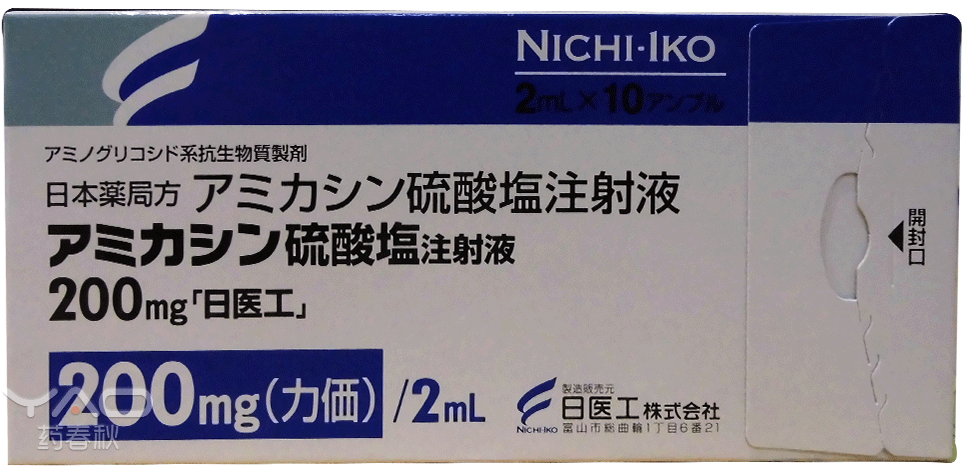 NICHI-IKO
2mL×10アンプル
アミノグリコシド系抗生物質製剤
日本薬局方 アミカシン硫酸塩注射液
アミカシン硫酸塩注射液
200mg「日医工」
開封口
200mg(力価)/2mL
製造販売元
日医工株式会社
NICHI-IKO 富山市総曲輪1丁目6番21
YAO
药春秋